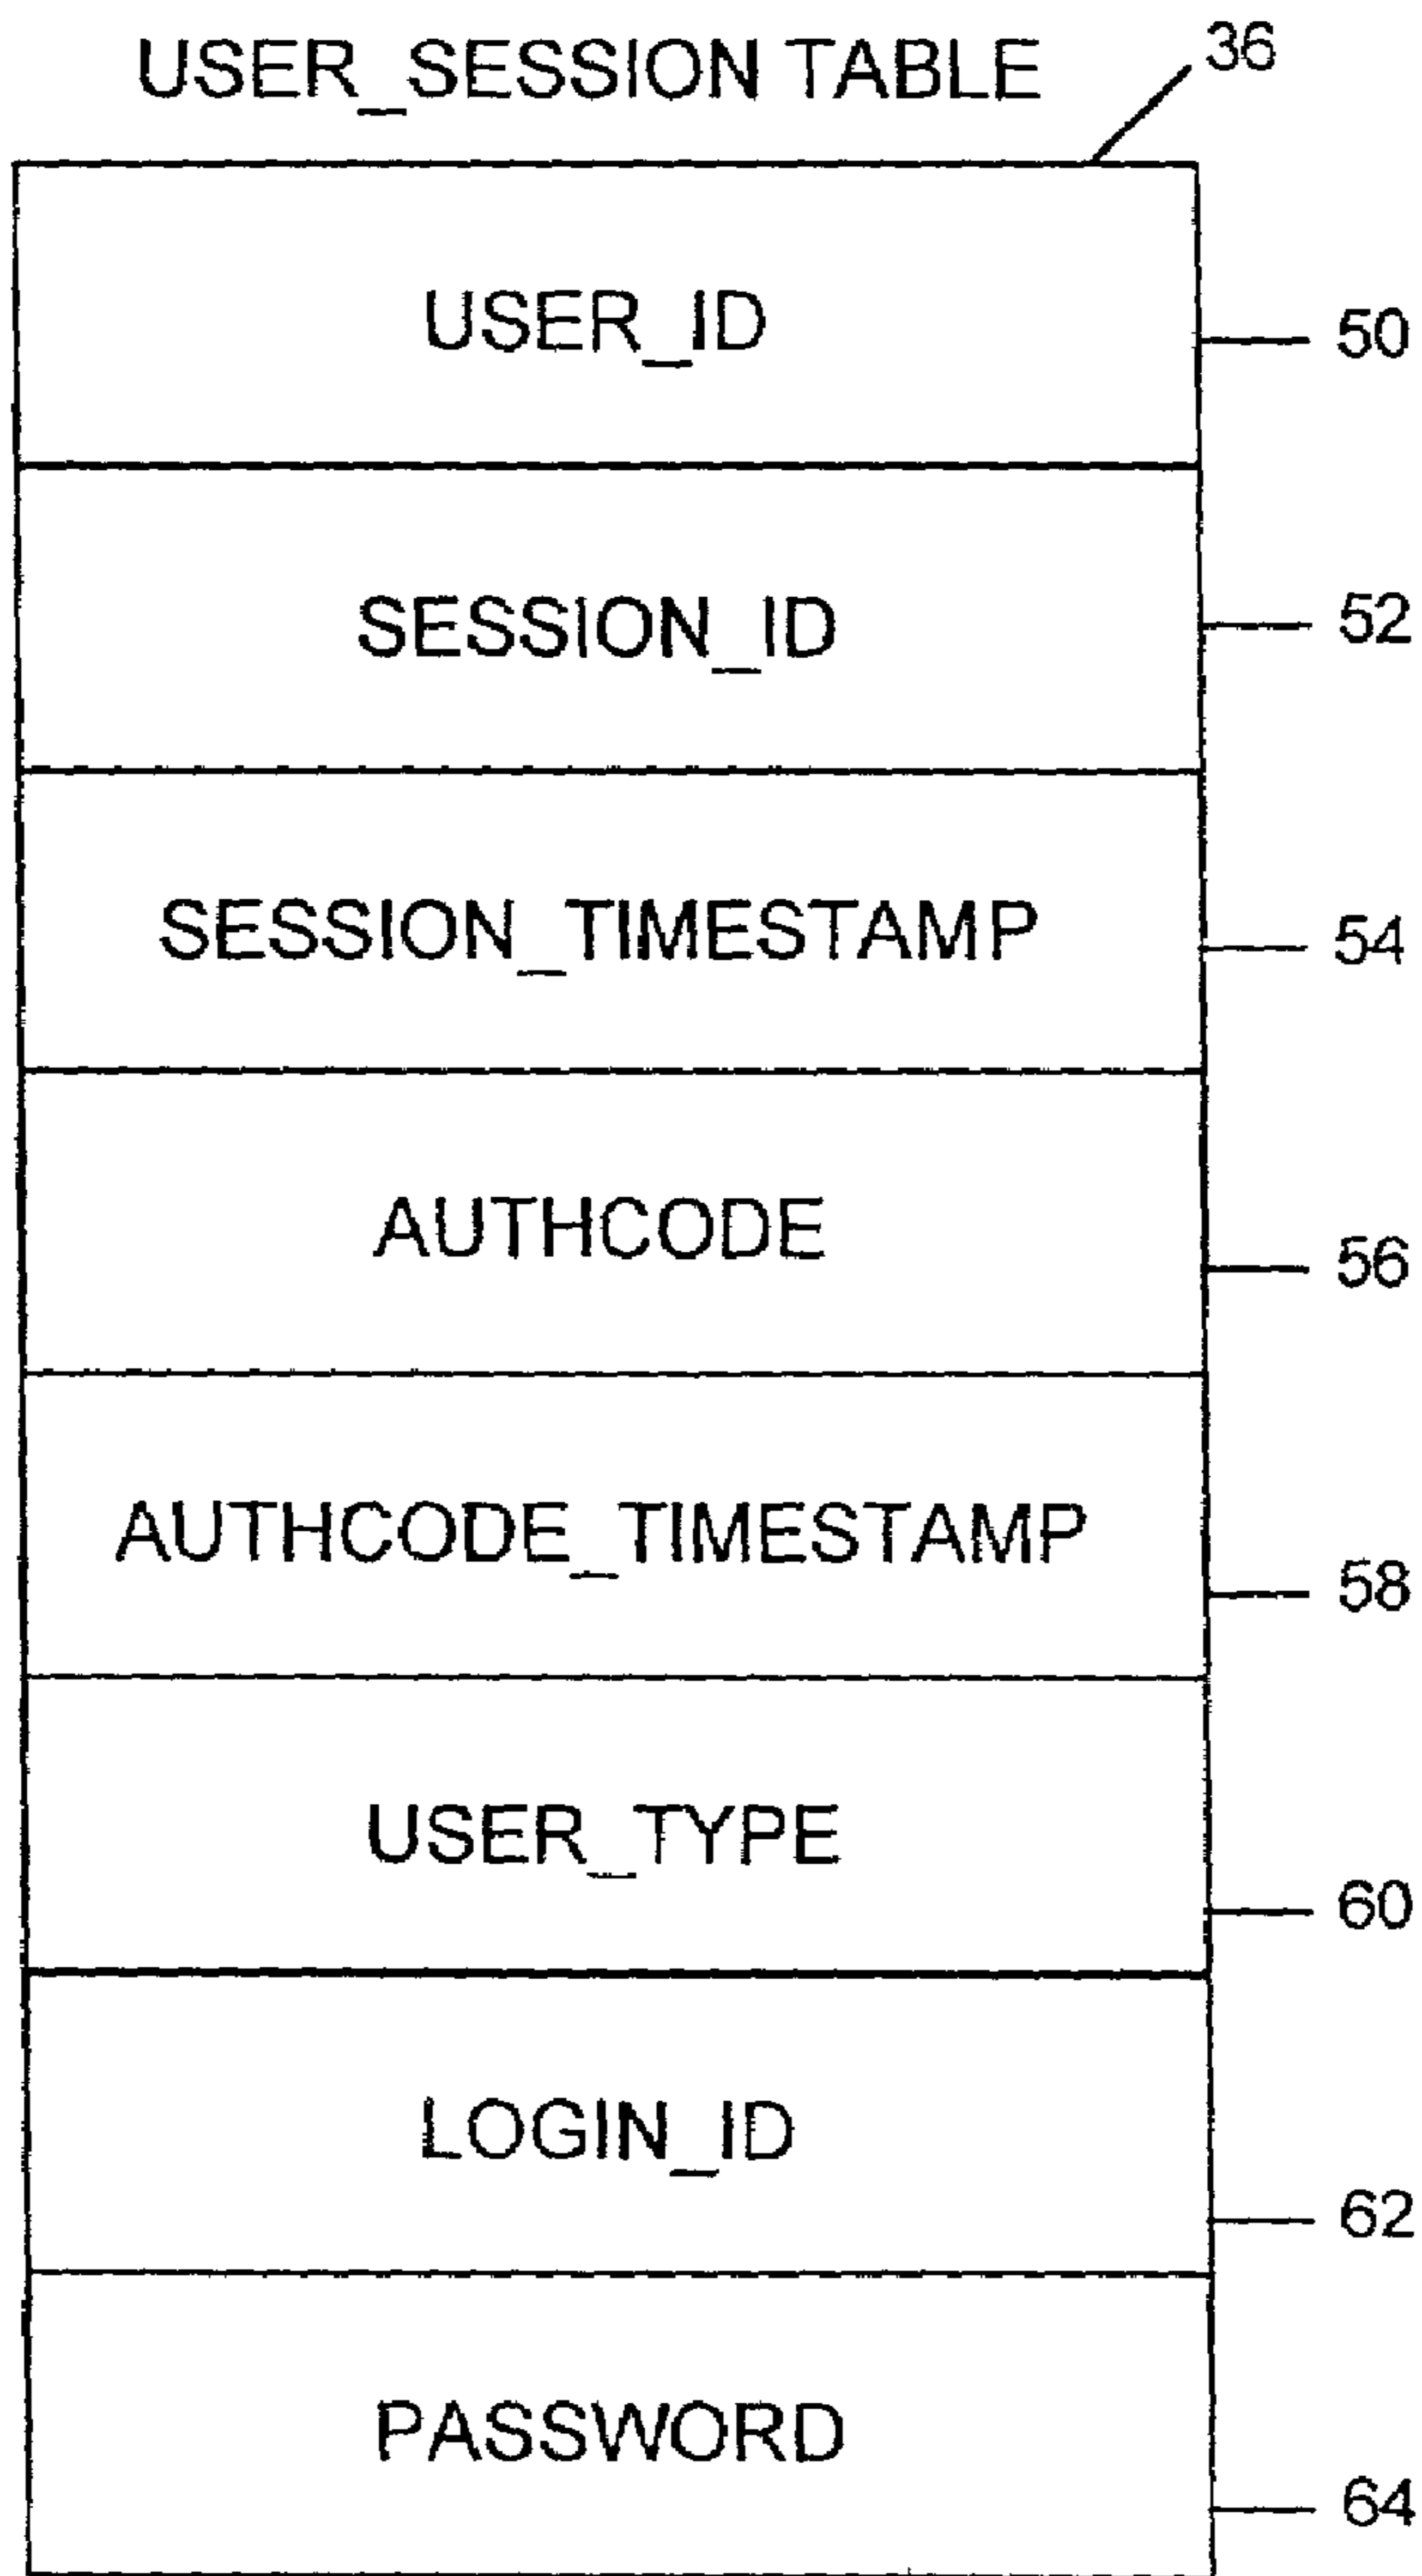 USER_SESSION TABLE 36
USER_ID 50
SESSION_ID 52
SESSION_TIMESTAMP 54
AUTHCODE 56
AUTHCODE_TIMESTAMP 58
USER_TYPE 60
LOGIN_ID 62
PASSWORD 64